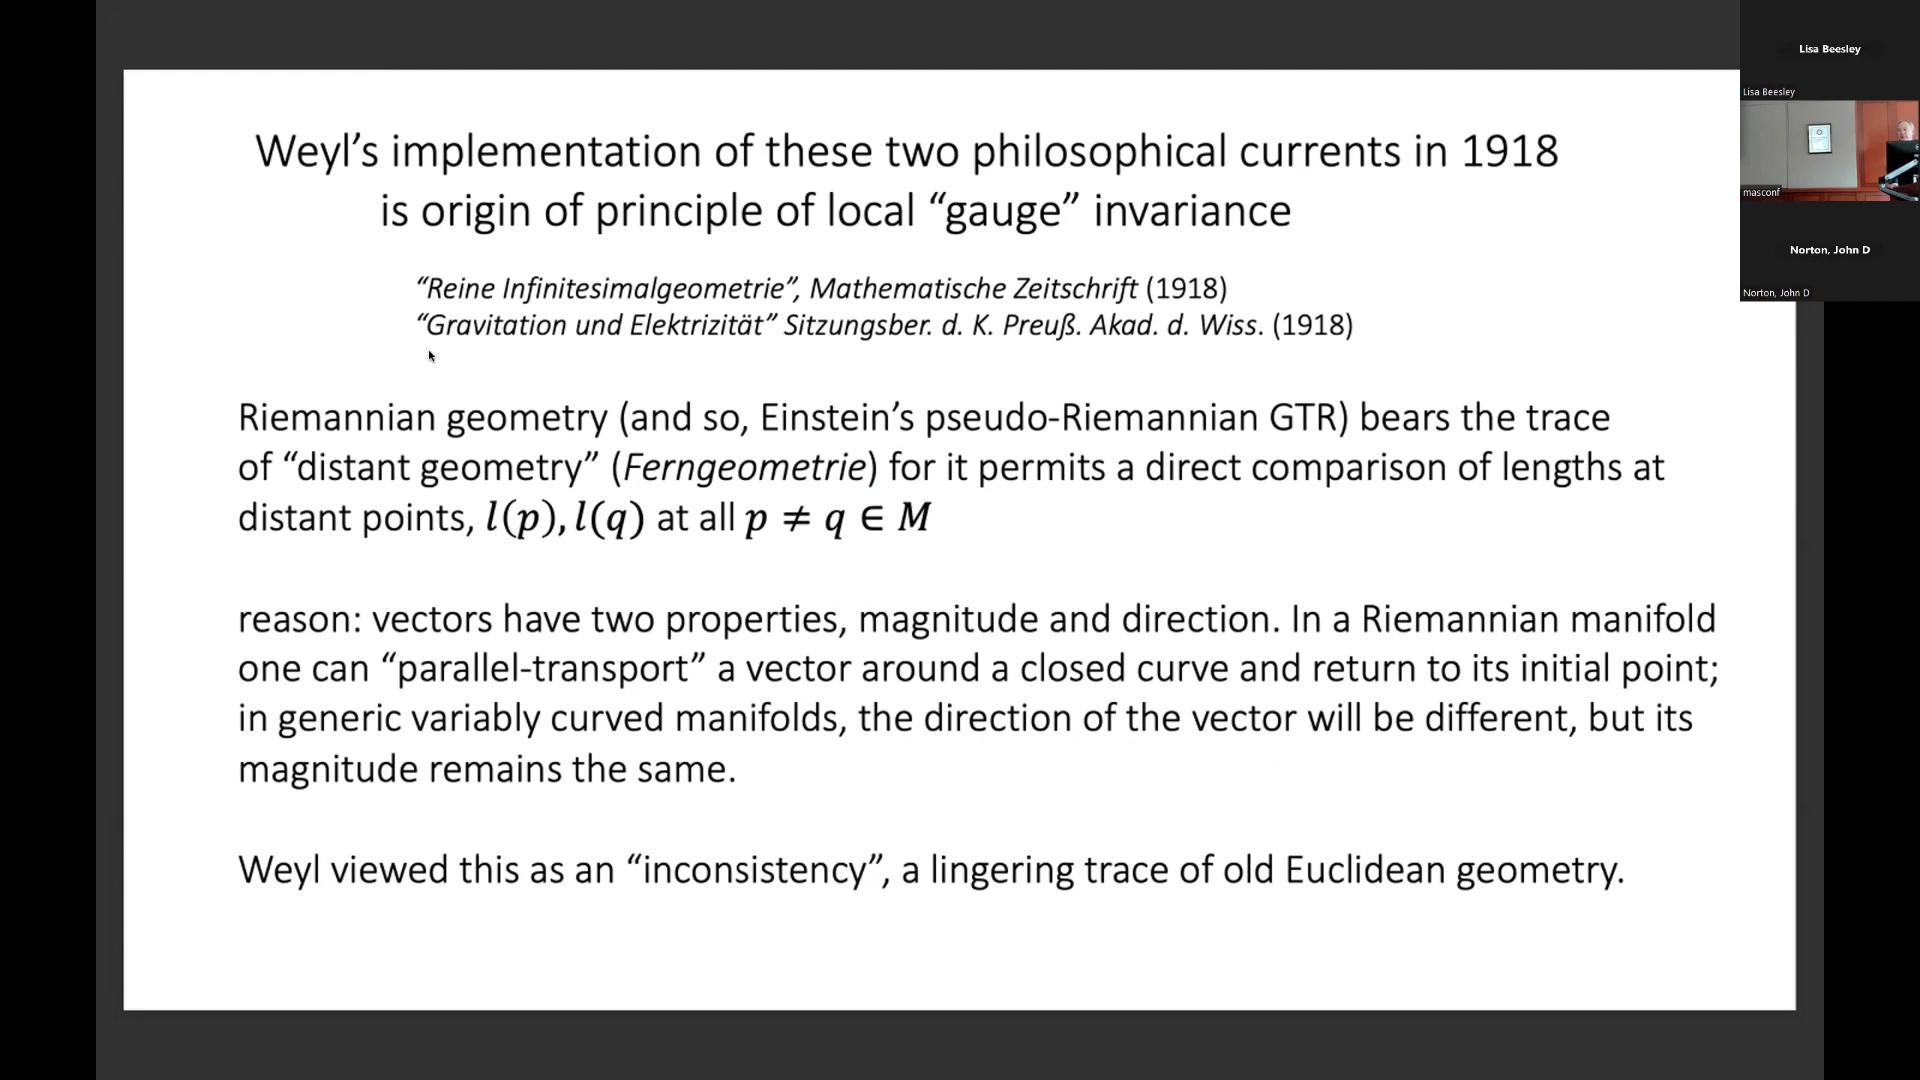 Weyl’s implementation of these two philosophical currents in 1918
is origin of principle of local “gauge” invariance
“Reine Infinitesimalgeometrie”, Mathematische Zeitschrift (1918)
“Gravitation und Elektrizität” Sitzungsber. d. K. Preuß. Akad. d. Wiss. (1918)
Riemannian geometry (and so, Einstein’s pseudo-Riemannian GTR) bears the trace
of “distant geometry” (Ferngeometrie) for it permits a direct comparison of lengths at
distant points, l(p), l(q) at all p ≠ q ∈ M
reason: vectors have two properties, magnitude and direction. In a Riemannian manifold
one can “parallel-transport” a vector around a closed curve and return to its initial point;
in generic variably curved manifolds, the direction of the vector will be different, but its
magnitude remains the same.
Weyl viewed this as an “inconsistency”, a lingering trace of old Euclidean geometry.
Lisa Beesley
Lisa Beesley
masconf
Norton, John D
Norton, John D